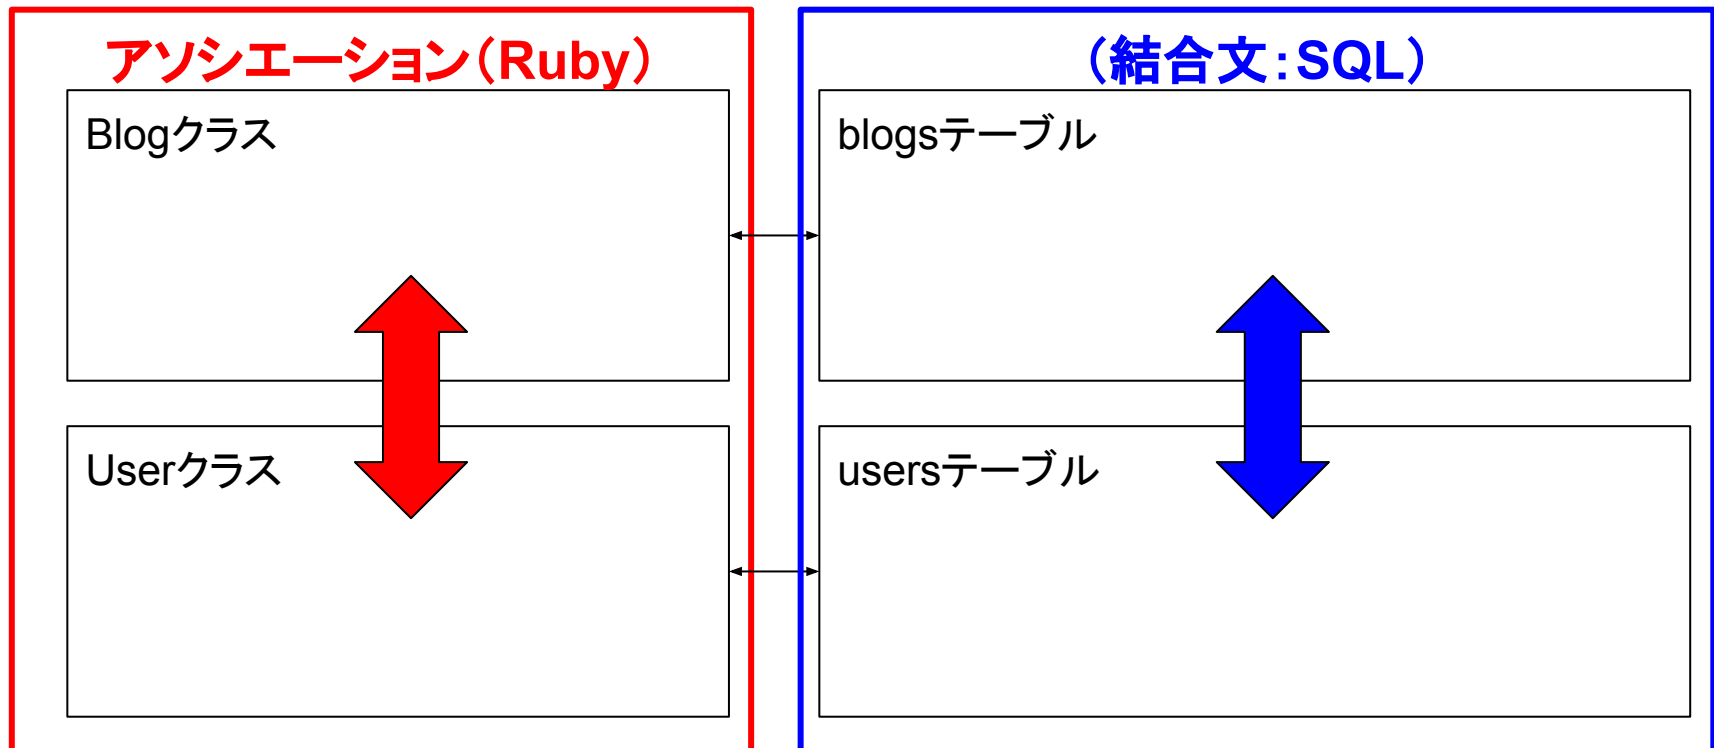 アソシエーション（Ruby）
（結合文：SQL）
Blogクラス
blogsテーブル
Userクラス
usersテーブル